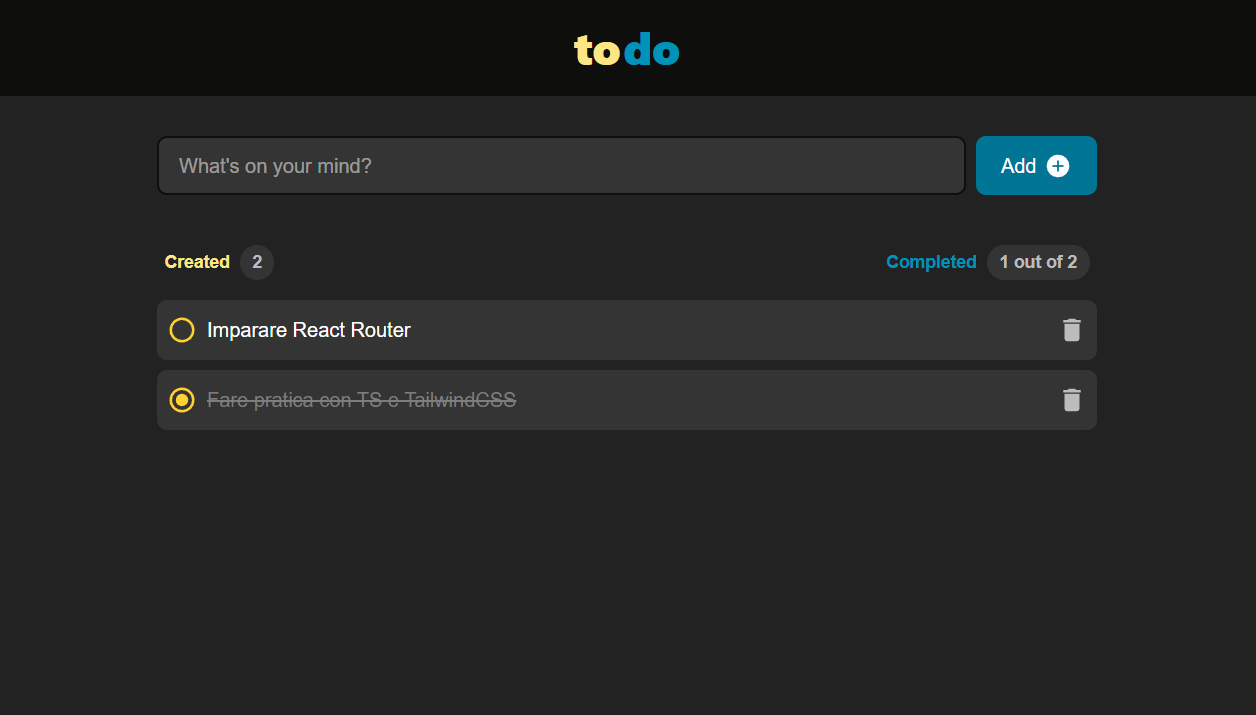 todo
What's on your mind?
Add
Created 2
Completed 1 out of 2
Imparare React Router
Fare pratica con TS e TailwindCSS